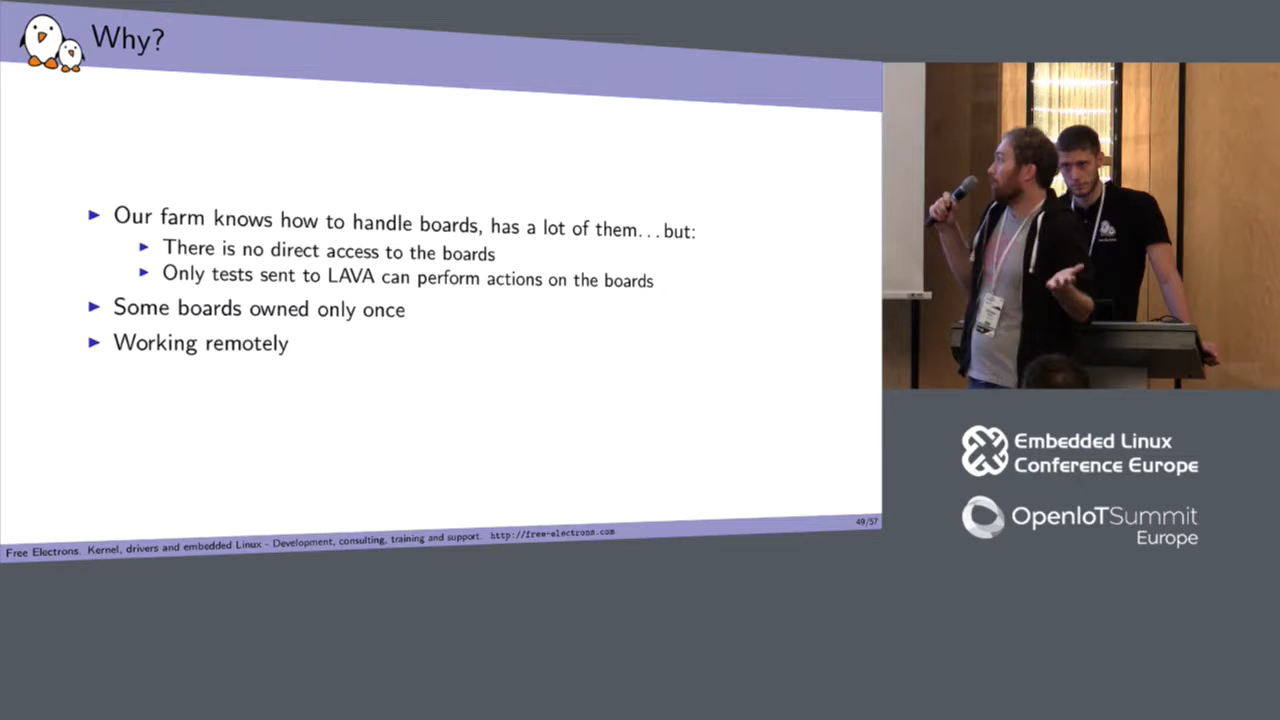 Why?
Our farm knows how to handle boards, has a lot of them...but:
There is no direct access to the boards
Only tests sent to LAVA can perform actions on the boards
Some boards owned only once
Working remotely
49/57
Free Electrons. Kernel, drivers and embedded Linux - Development, consulting, training and support. http://free-electrons.com
Embedded Linux
Conference Europe
OpenIoTSummit
Europe